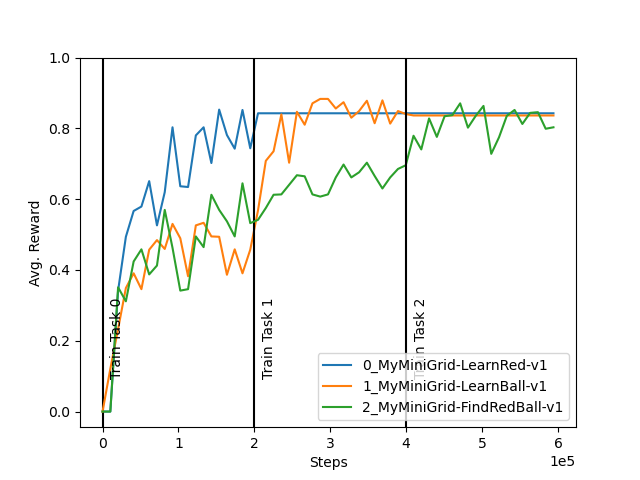 1.0
0.8
0.6
0.4
0.2
0.0
Avg. Reward
Train Task 0
Train Task 1
Train Task 2
0_MyMiniGrid-LearnRed-v1
1_MyMiniGrid-LearnBall-v1
2_MyMiniGrid-FindRedBall-v1
0 1 2 3 4 5 6
1e5
Steps